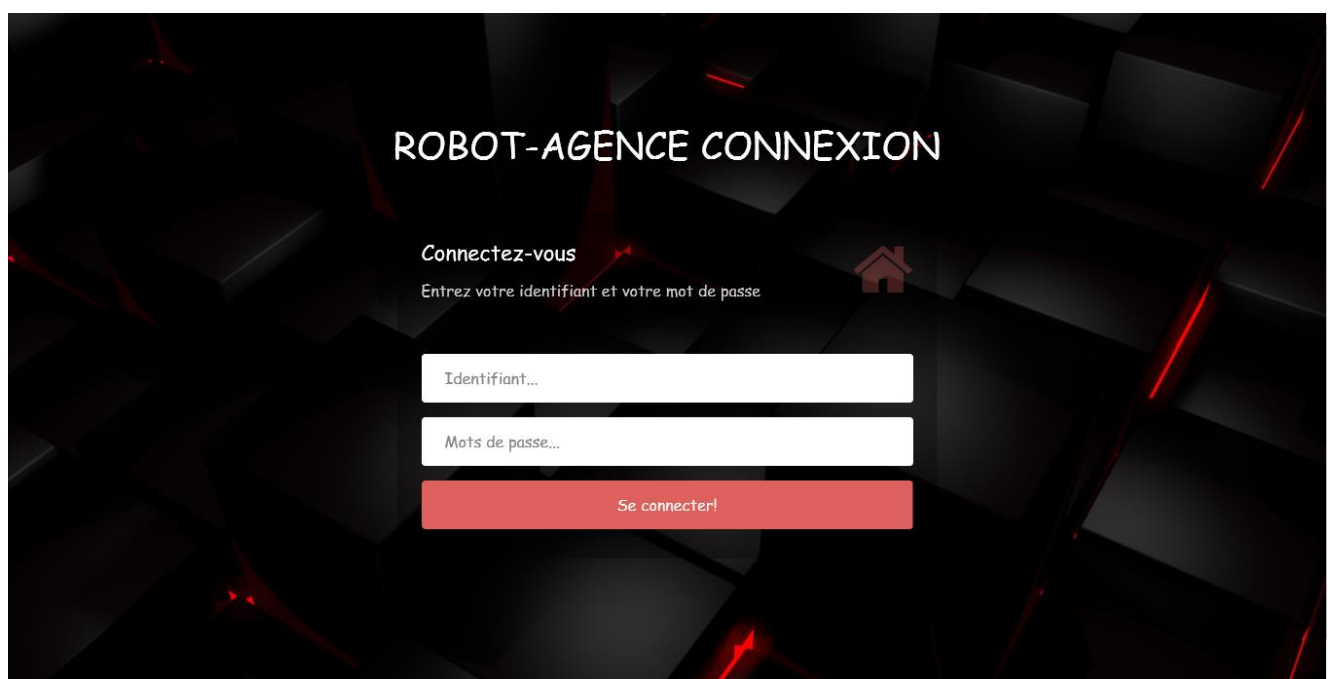 ROBOT-AGENCE CONNEXION
Connectez-vous
Entrez votre identifiant et votre mot de passe
Identifiant...
Mots de passe...
Se connecter!